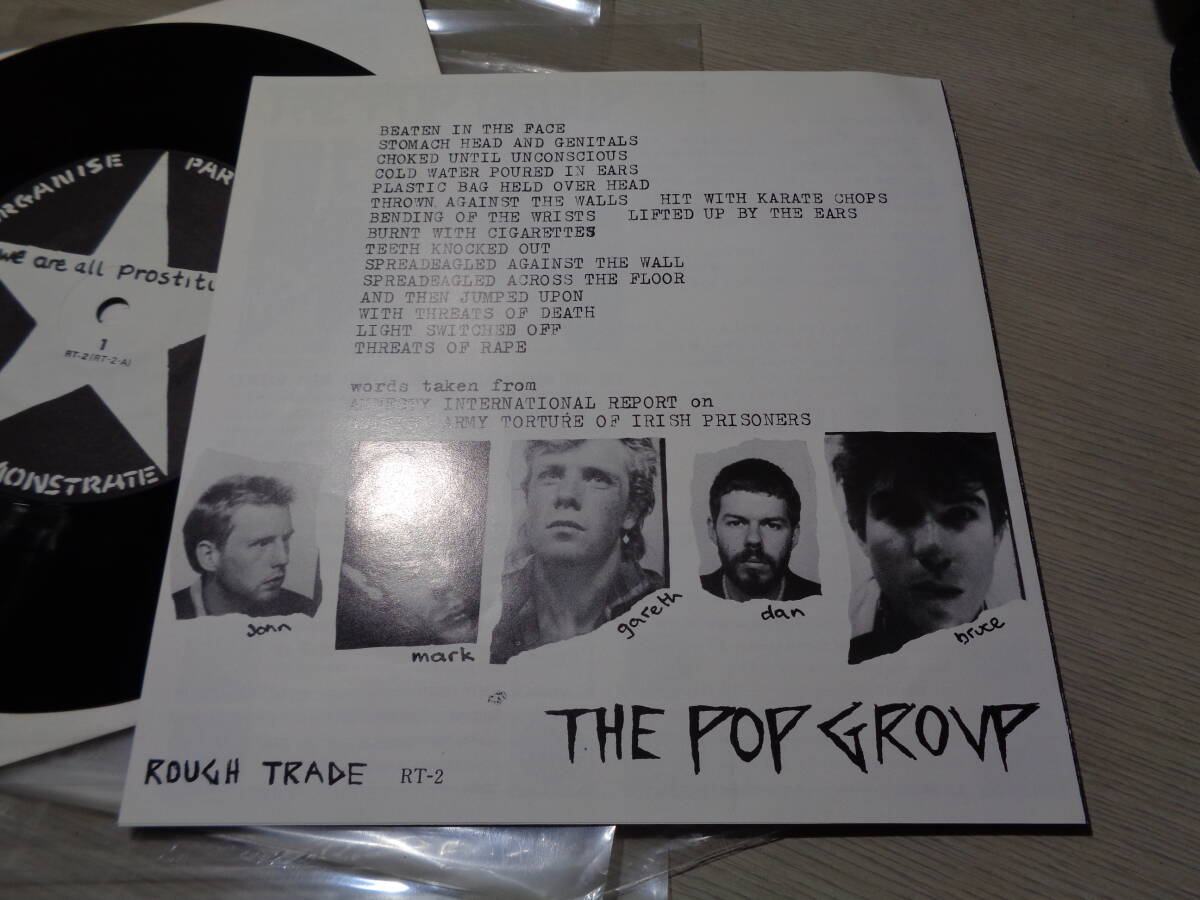 BEATEN IN THE FACE
STOMACH HEAD AND GENITALS
CHOKED UNTIL UNCONSCIOUS
COLD WATER POURED IN EARS
PLASTIC BAG HELD OVER HEAD
THROWN AGAINST THE WALLS HIT WITH KARATE CHOPS
BENDING OF THE WRISTS LIFTED UP BY THE EARS
BURNT WITH CIGARETTES
TEETH KNOCKED OUT
SPREADEAGLED AGAINST THE WALL
SPREADEAGLED ACROSS THE FLOOR
AND THEN JUMPED UPON
WITH THREATS OF DEATH
LIGHT SWITCHED OFF
THREATS OF RAPE
words taken from
AMNESTY INTERNATIONAL REPORT on
ARMY TORTURE OF IRISH PRISONERS
john
mark
gareth
dan
bruce
THE POP GROUP
ROUGH TRADE RT-2
ORGANISE
PAR
we are all prostitu
1
RT-2 (RT-2-A)
MONSTRATE